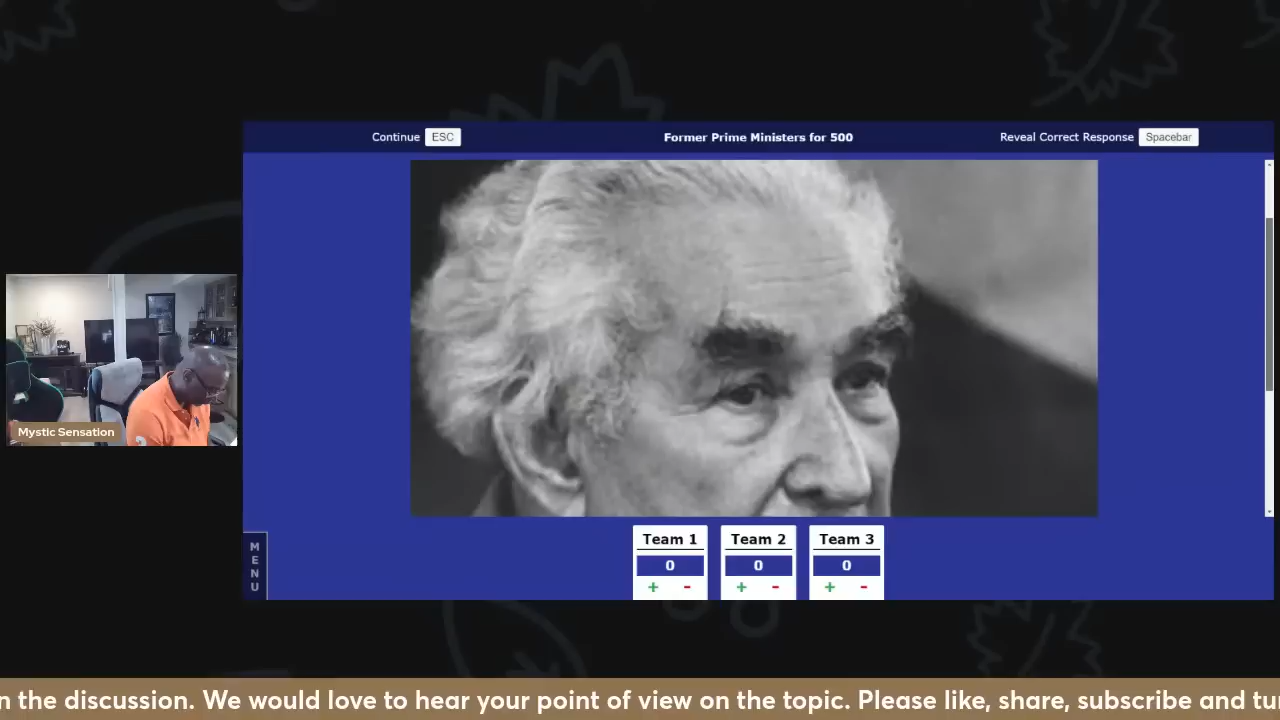 Continue ESC
Former Prime Ministers for 500
Reveal Correct Response Spacebar
Mystic Sensation
MENU
Team 1 Team 2 Team 3
0 0 0
+ - + - + -
n the discussion. We would love to hear your point of view on the topic. Please like, share, subscribe and tu